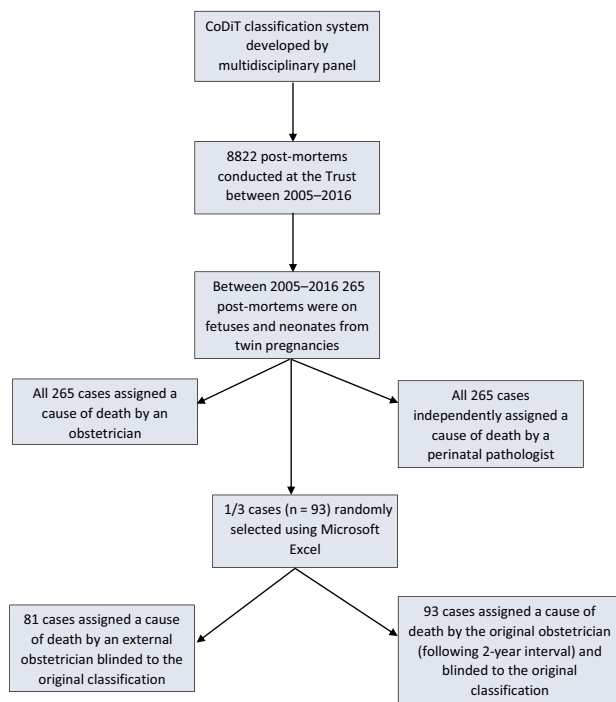 CoDiT classification system
developed by
multidisciplinary panel
8822 post-mortems
conducted at the Trust
between 2005–2016
Between 2005–2016 265
post-mortems were on
fetuses and neonates from
twin pregnancies
All 265 cases assigned a
cause of death by an
obstetrician
All 265 cases
independently assigned a
cause of death by a
perinatal pathologist
1/3 cases (n = 93) randomly
selected using Microsoft
Excel
81 cases assigned a cause
of death by an external
obstetrician blinded to the
original classification
93 cases assigned a cause of
death by the original obstetrician
(following 2-year interval) and
blinded to the original
classification